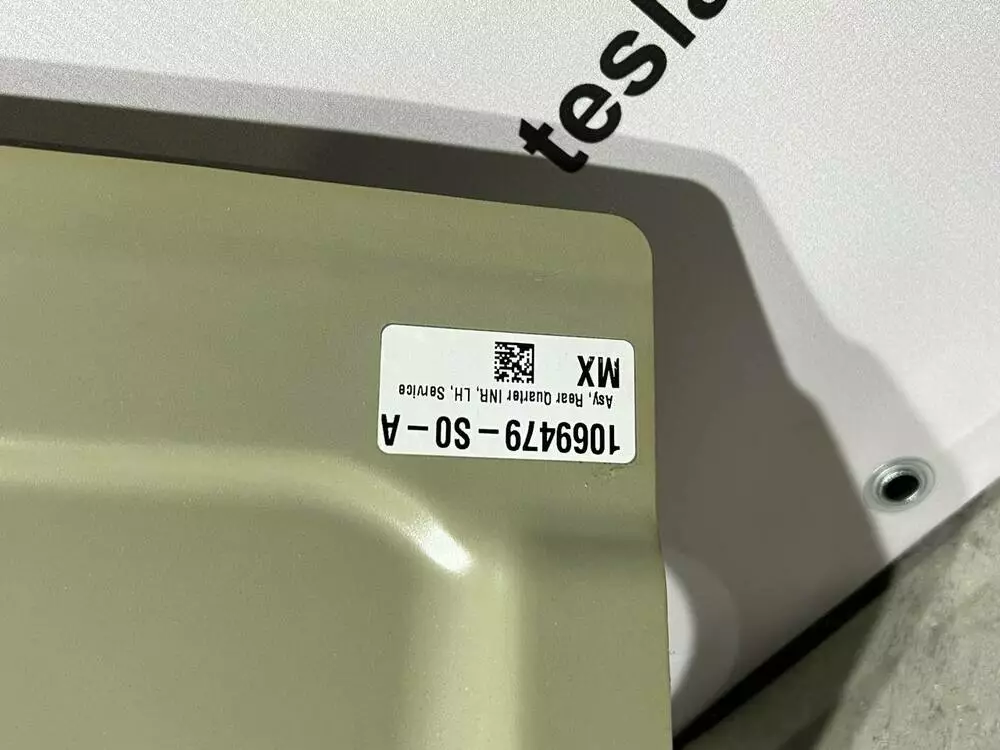 tesla
1069479-S0-A
Asy, Rear Quarter INR, LH, Service
MX